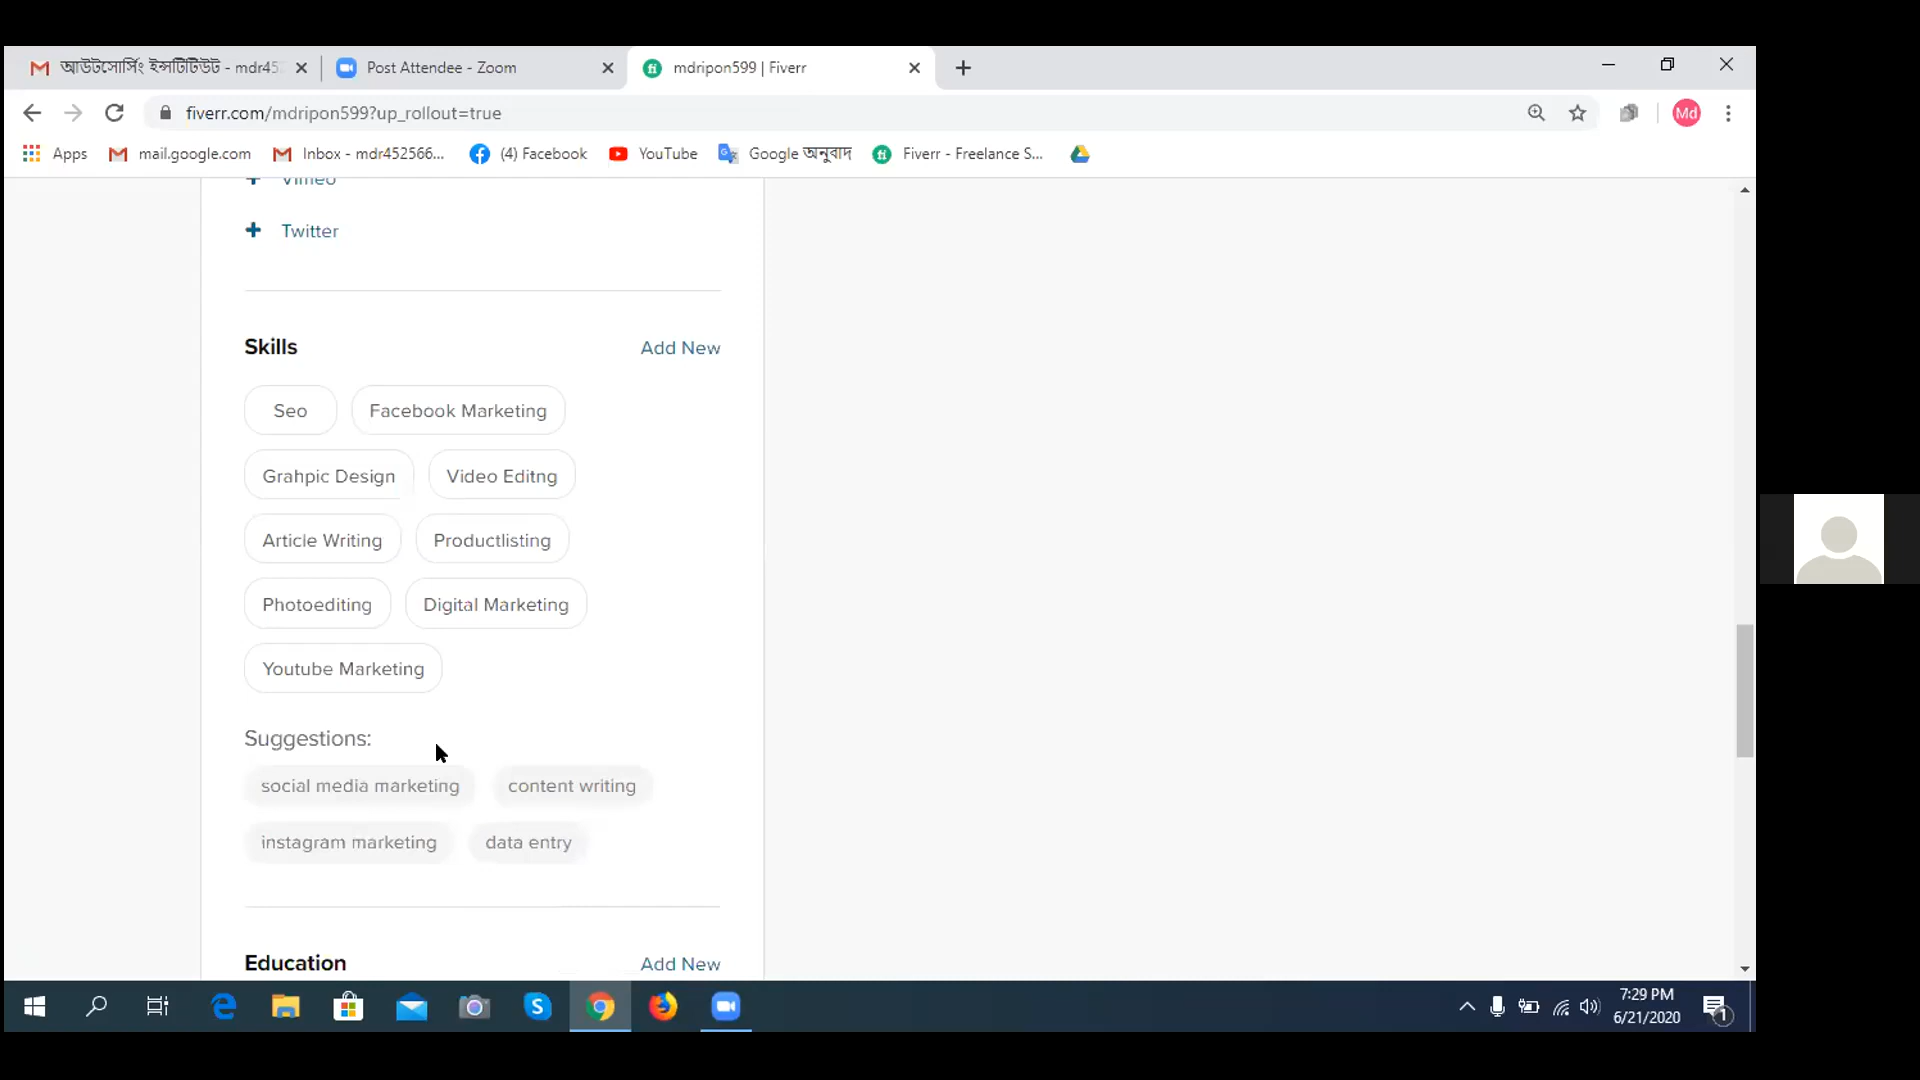 আউটসোর্সিং ইন্সটিটিউট - mdr45
Post Attendee - Zoom
mdripon599 | Fiverr
fiverr.com/mdripon599?up_rollout=true
Md
Apps
mail.google.com
Inbox - mdr452566...
(4) Facebook
YouTube
Google অনুবাদ
Fiverr - Freelance S...
Vimeo
Twitter
Skills
Add New
Seo
Facebook Marketing
Grahpic Design
Video Editng
Article Writing
Productlisting
Photoediting
Digital Marketing
Youtube Marketing
Suggestions:
social media marketing
content writing
instagram marketing
data entry
Education
Add New
7:29 PM
6/21/2020
1